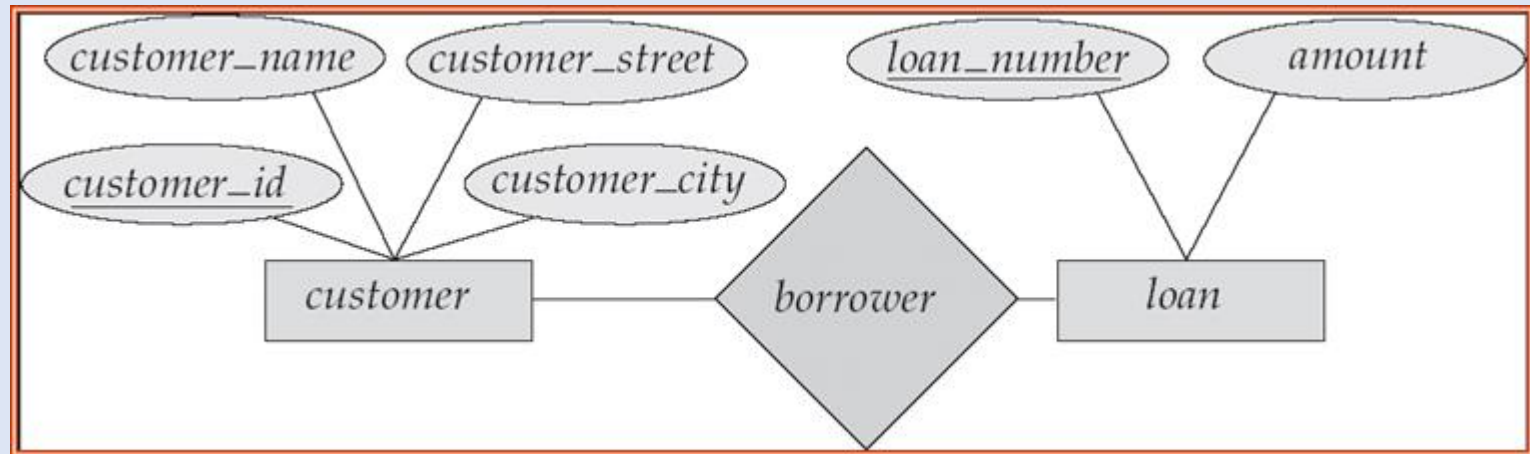 customer_name
customer_street
loan_number
amount
customer_id
customer_city
customer
borrower
loan